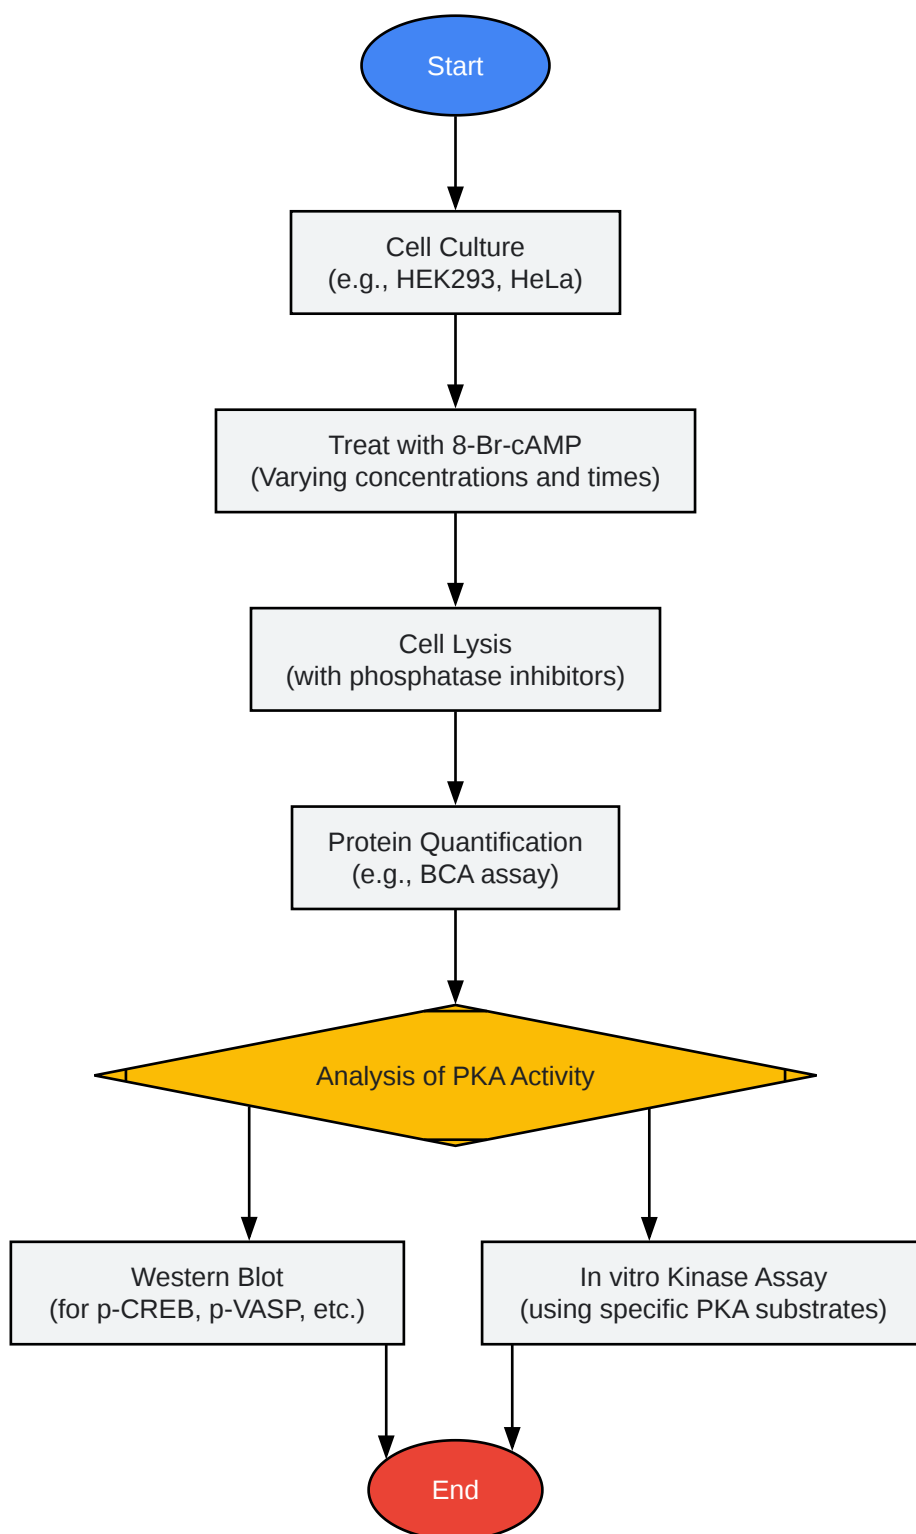 Start
Cell Culture
(e.g., HEK293, HeLa)
Treat with 8-Br-cAMP
(Varying concentrations and times)
Cell Lysis
(with phosphatase inhibitors)
Protein Quantification
(e.g., BCA assay)
Analysis of PKA Activity
Western Blot
(for p-CREB, p-VASP, etc.)
In vitro Kinase Assay
(using specific PKA substrates)
End